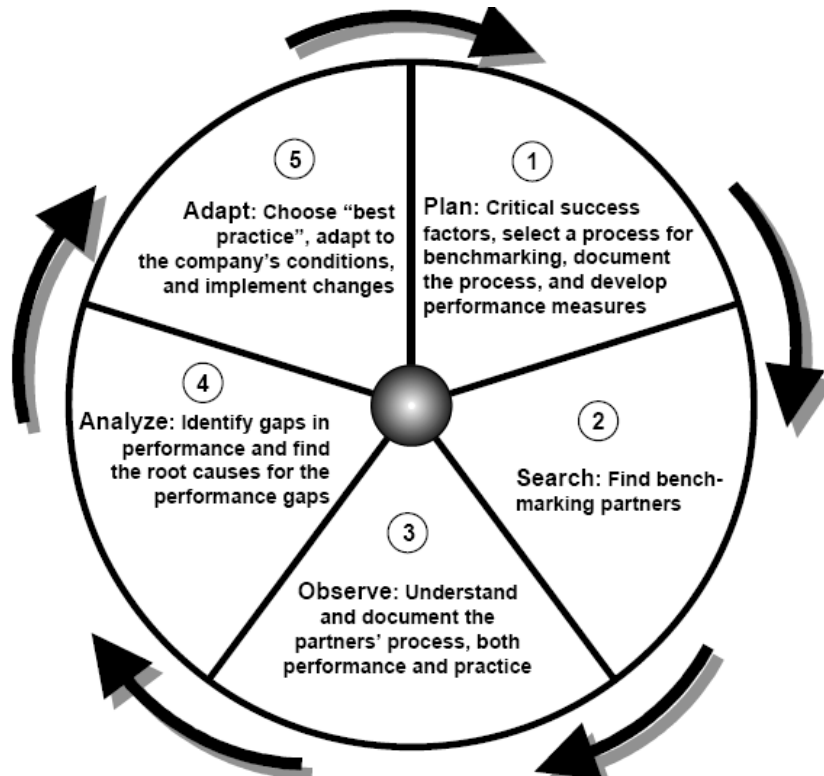 1
Plan: Critical success
factors, select a process for
benchmarking, document
the process, and develop
performance measures
2
Search: Find bench-
marking partners
3
Observe: Understand
and document the
partners' process, both
performance and practice
4
Analyze: Identify gaps in
performance and find
the root causes for the
performance gaps
5
Adapt: Choose “best
practice”, adapt to
the company's conditions,
and implement changes